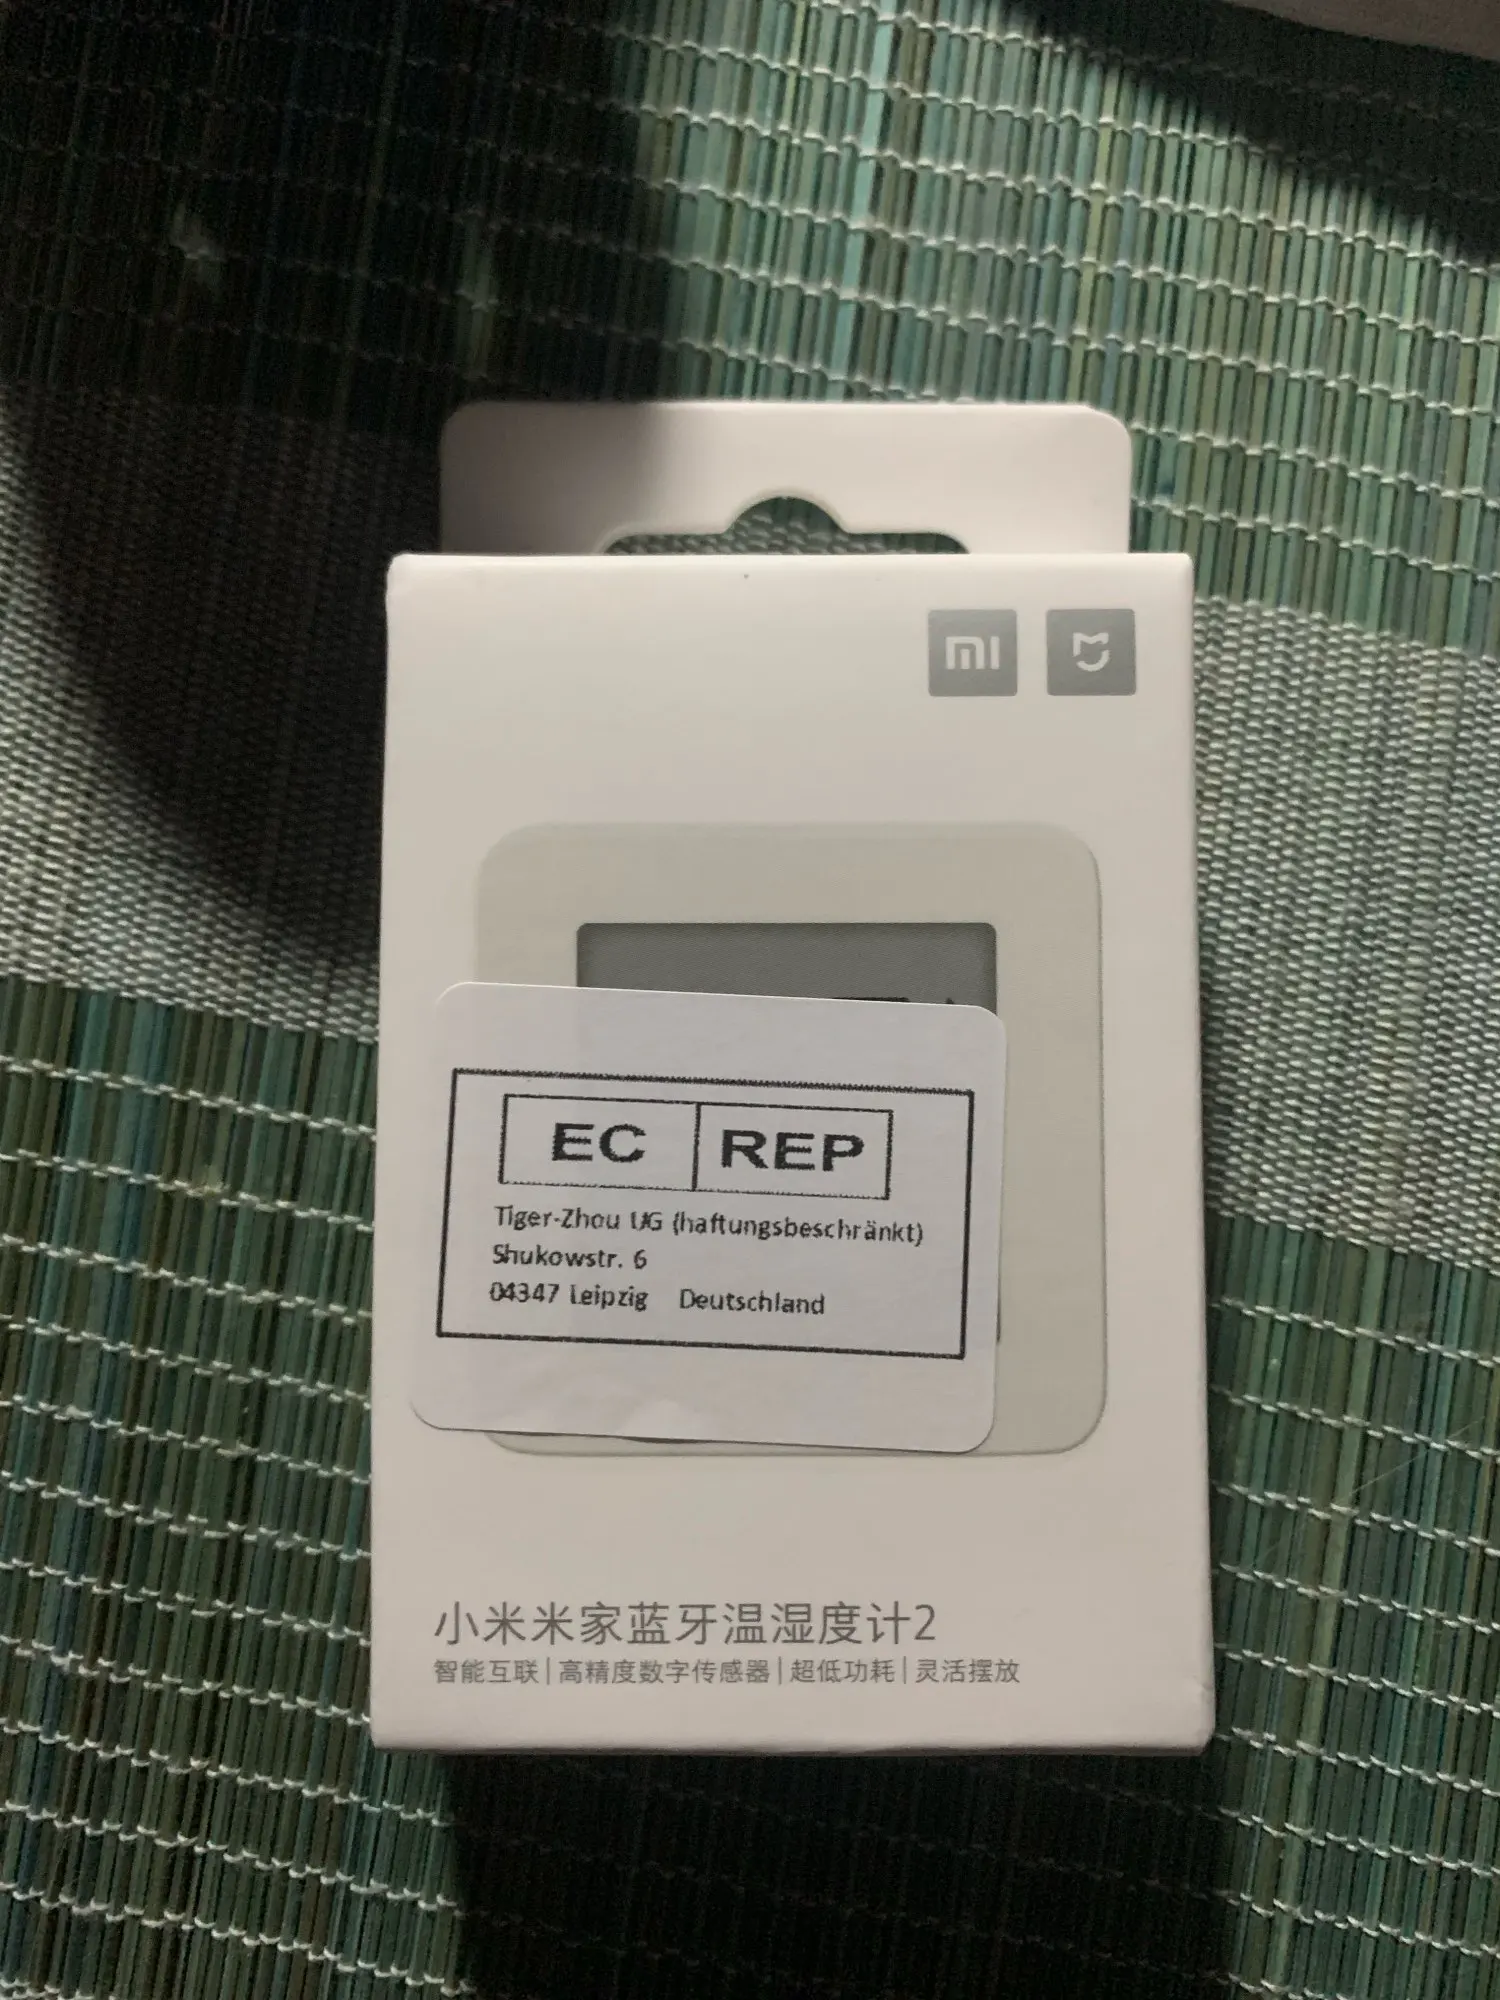 mi
EC REP
Tiger-Zhou UG (haftungsbeschränkt)
Shukowstr. 6
04347 Leipzig Deutschland
小米米家蓝牙温湿度计2
智能互联|高精度数字传感器|超低功耗|灵活摆放